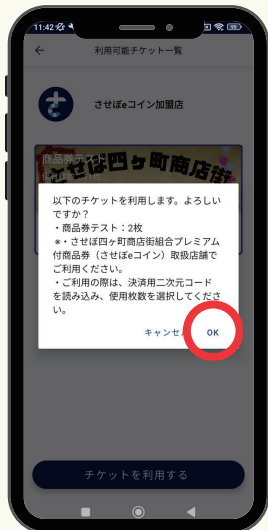 11:42
利用可能チケット一覧
させぼeコイン加盟店
商品券テスト
させぼ四ヶ町商店街
以下のチケットを利用します。よろしい
ですか？
・商品券テスト：2枚
※・させぼ四ヶ町商店街組合プレミアム
付商品券（させぼeコイン）取扱店舗で
ご利用ください。
・ご利用の際は、決済用二次元コード
を読み込み、使用枚数を選択してくださ
い。
キャンセル OK
チケットを利用する